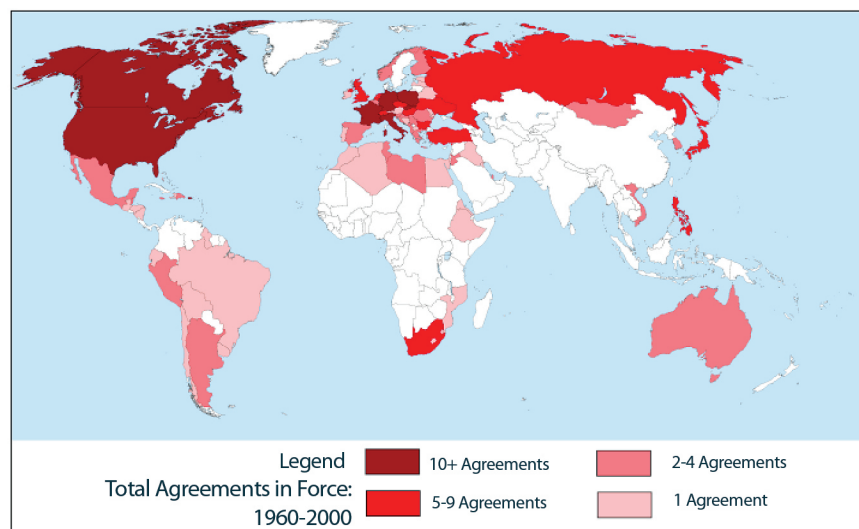 Legend
Total Agreements in Force:
1960-2000
10+ Agreements
5-9 Agreements
2-4 Agreements
1 Agreement